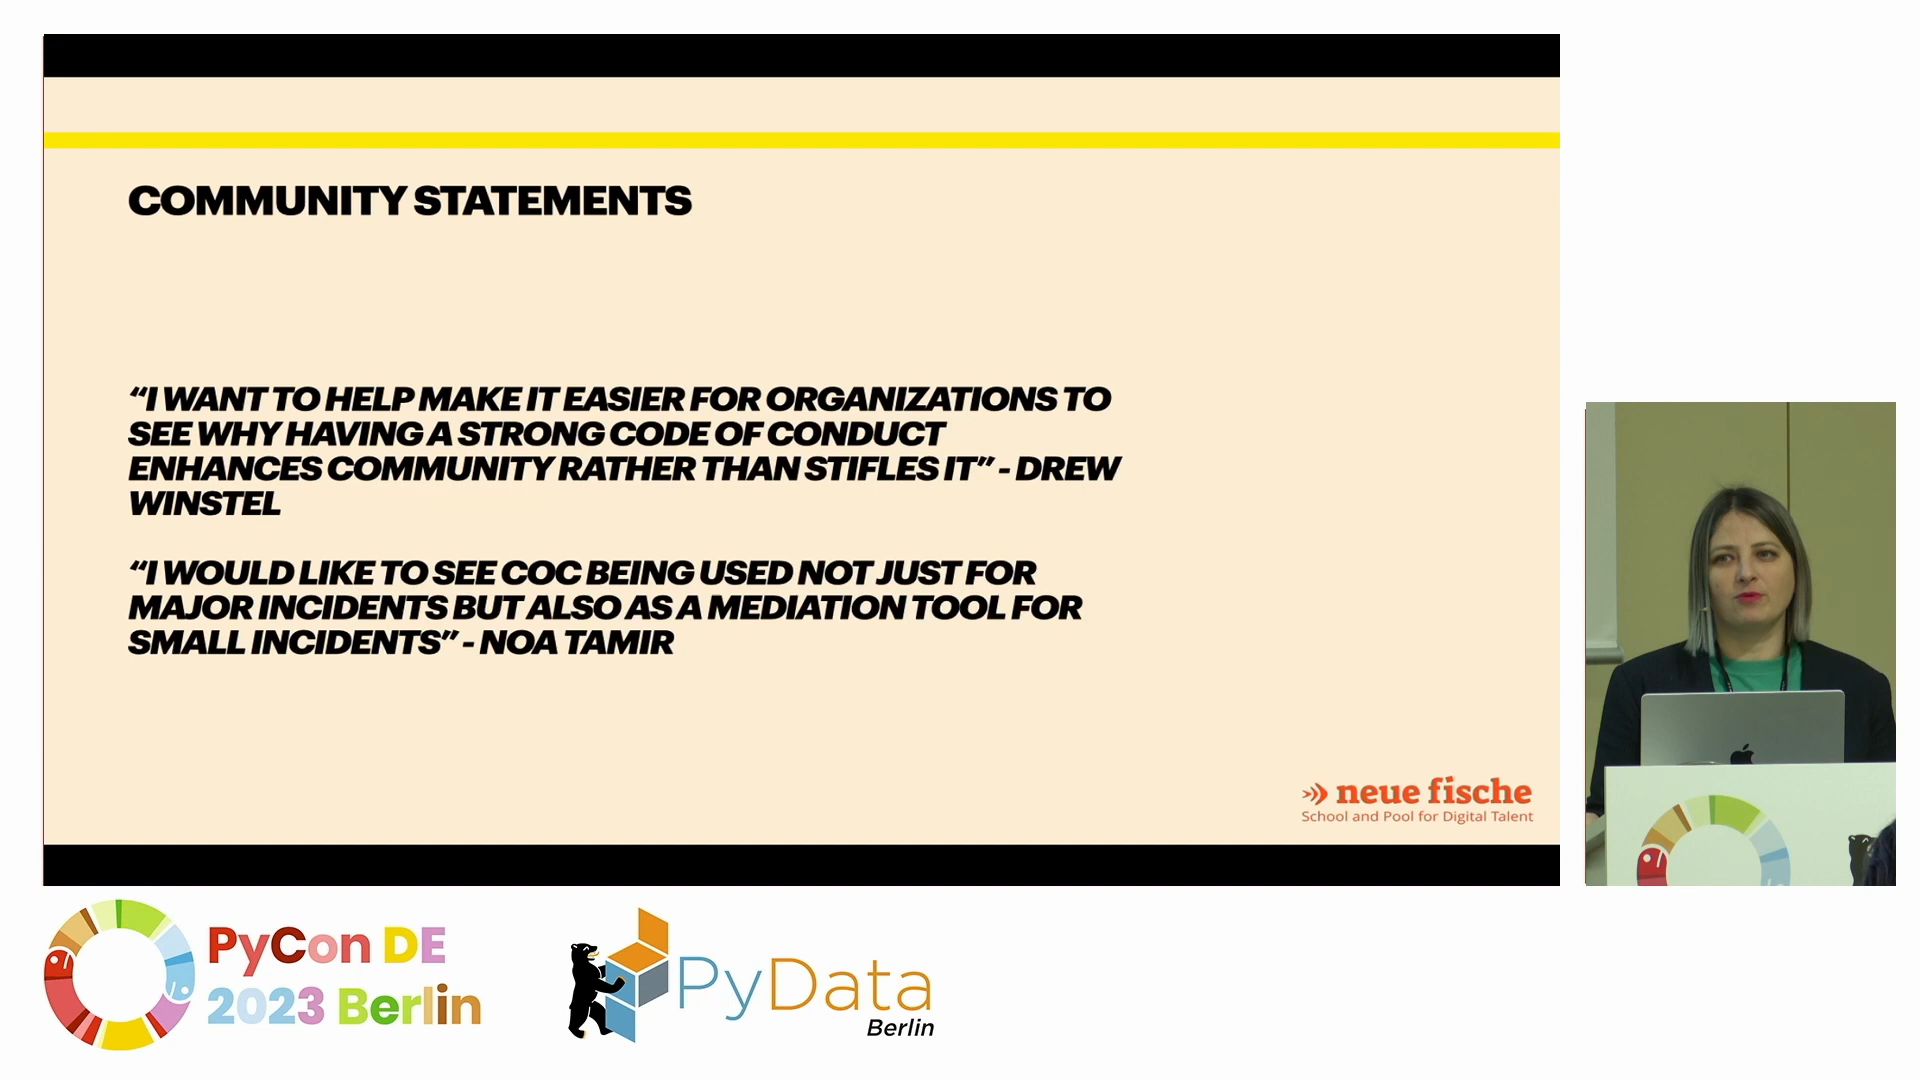 COMMUNITY STATEMENTS
“I WANT TO HELP MAKE IT EASIER FOR ORGANIZATIONS TO
SEE WHY HAVING A STRONG CODE OF CONDUCT
ENHANCES COMMUNITY RATHER THAN STIFLES IT” - DREW
WINSTEL
“I WOULD LIKE TO SEE COC BEING USED NOT JUST FOR
MAJOR INCIDENTS BUT ALSO AS A MEDIATION TOOL FOR
SMALL INCIDENTS” - NOA TAMIR
neue fische
School and Pool for Digital Talent
PyCon DE
2023 Berlin
PyData
Berlin